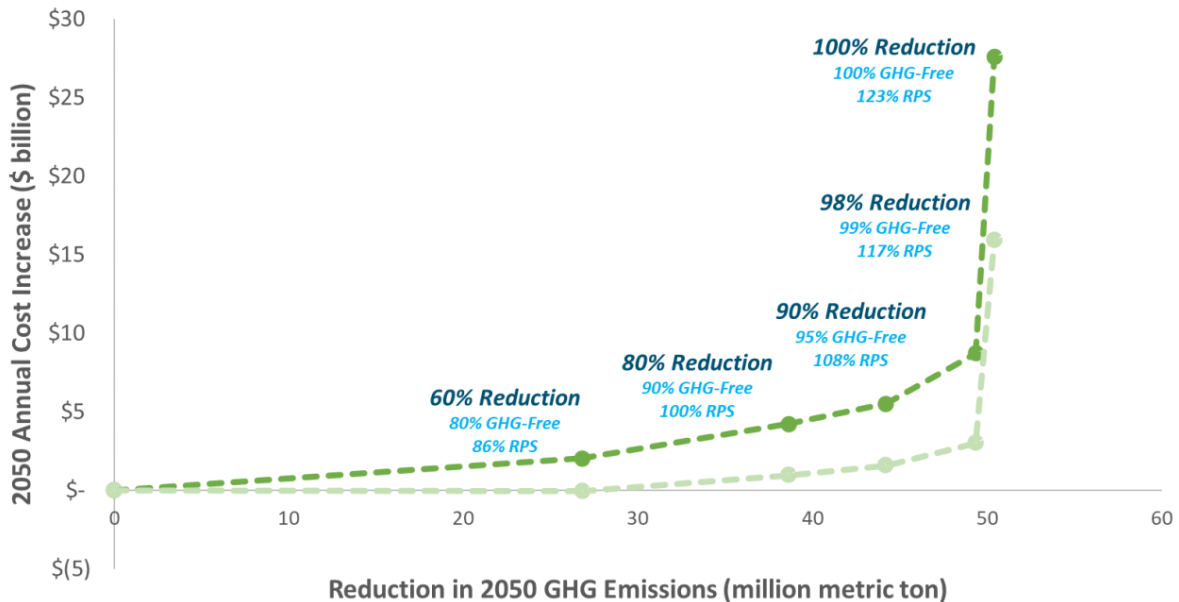 $30
$25
$20
$15
$10
$5
$-
$(5)
2050 Annual Cost Increase ($ billion)
100% Reduction
100% GHG-Free
123% RPS
98% Reduction
99% GHG-Free
117% RPS
90% Reduction
95% GHG-Free
108% RPS
80% Reduction
90% GHG-Free
100% RPS
60% Reduction
80% GHG-Free
86% RPS
0 10 20 30 40 50 60
Reduction in 2050 GHG Emissions (million metric ton)